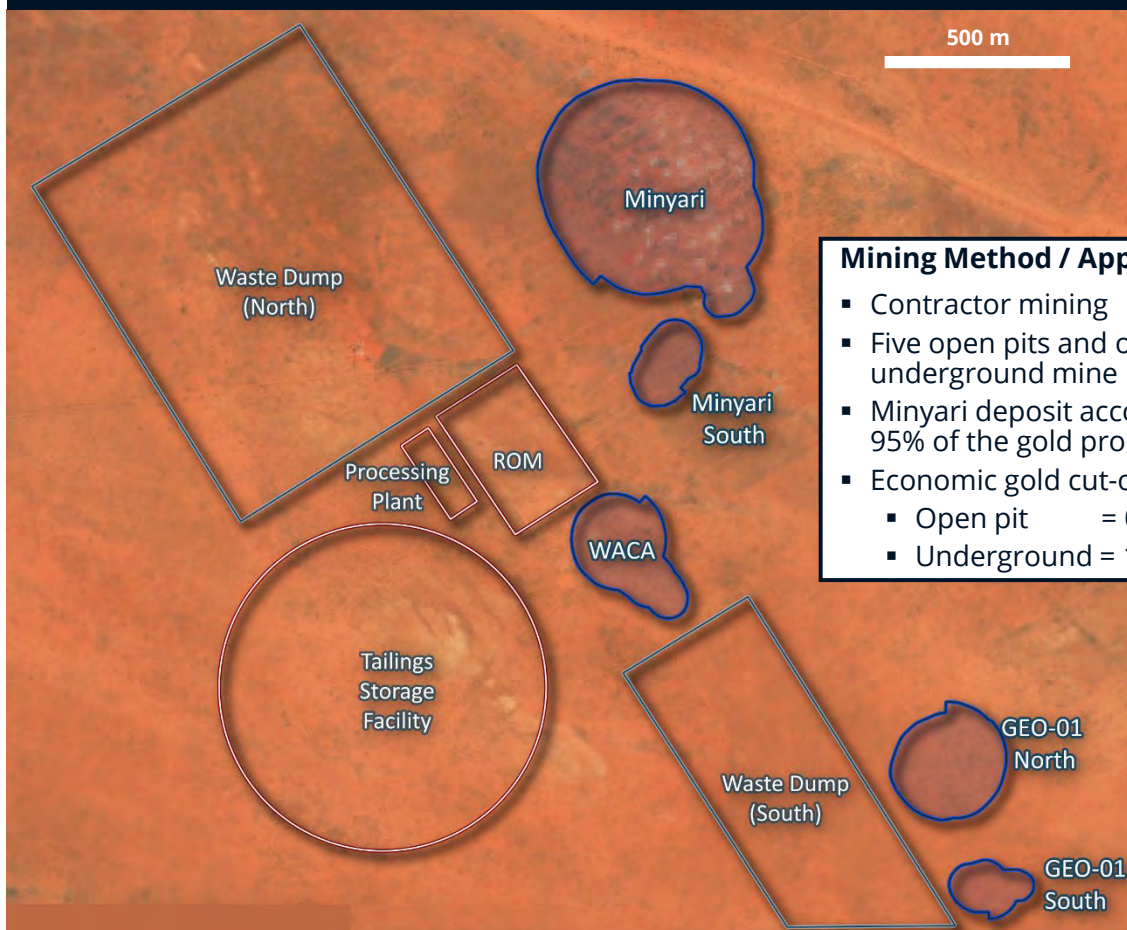 500 m
Minyari
Waste Dump
(North)
Mining Method / App
▪ Contractor mining
▪ Five open pits and o
underground mine
▪ Minyari deposit acco
95% of the gold pro
▪ Economic gold cut-o
▪ Open pit = 0
▪ Underground = 1
Minyari
South
Processing
Plant
ROM
WACA
Tailings
Storage
Facility
GEO-01
North
Waste Dump
(South)
GEO-01
South